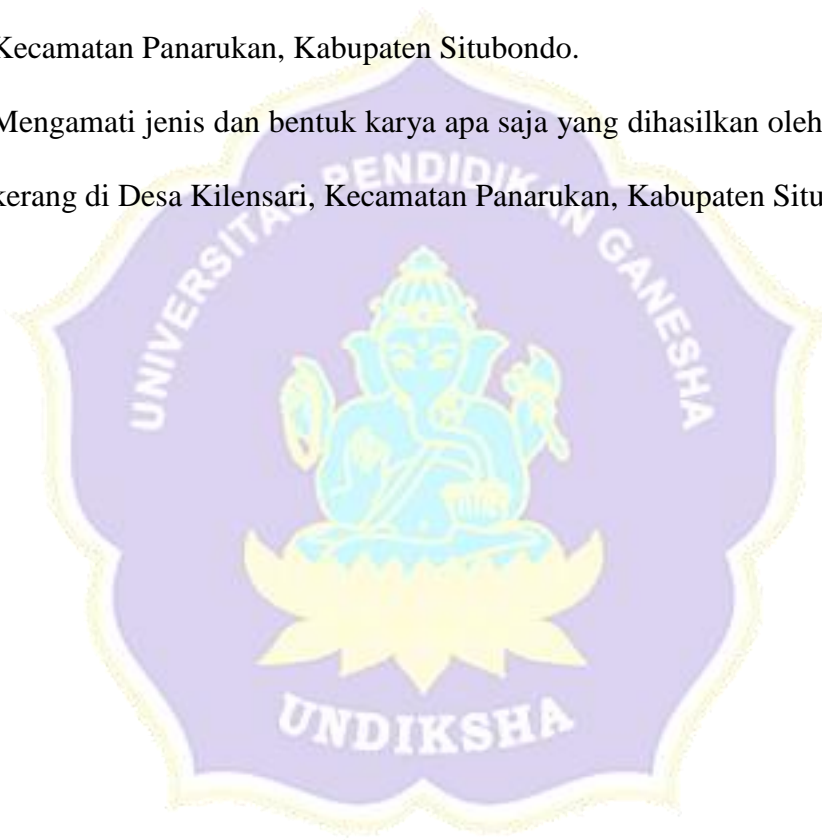 Kecamatan Panarukan, Kabupaten Situbondo.
Mengamati jenis dan bentuk karya apa saja yang dihasilkan oleh
kerang di Desa Kilensari, Kecamatan Panarukan, Kabupaten Situ
UNIVERSITAS PENDIDIKAN GANESHA
UNDIKSHA